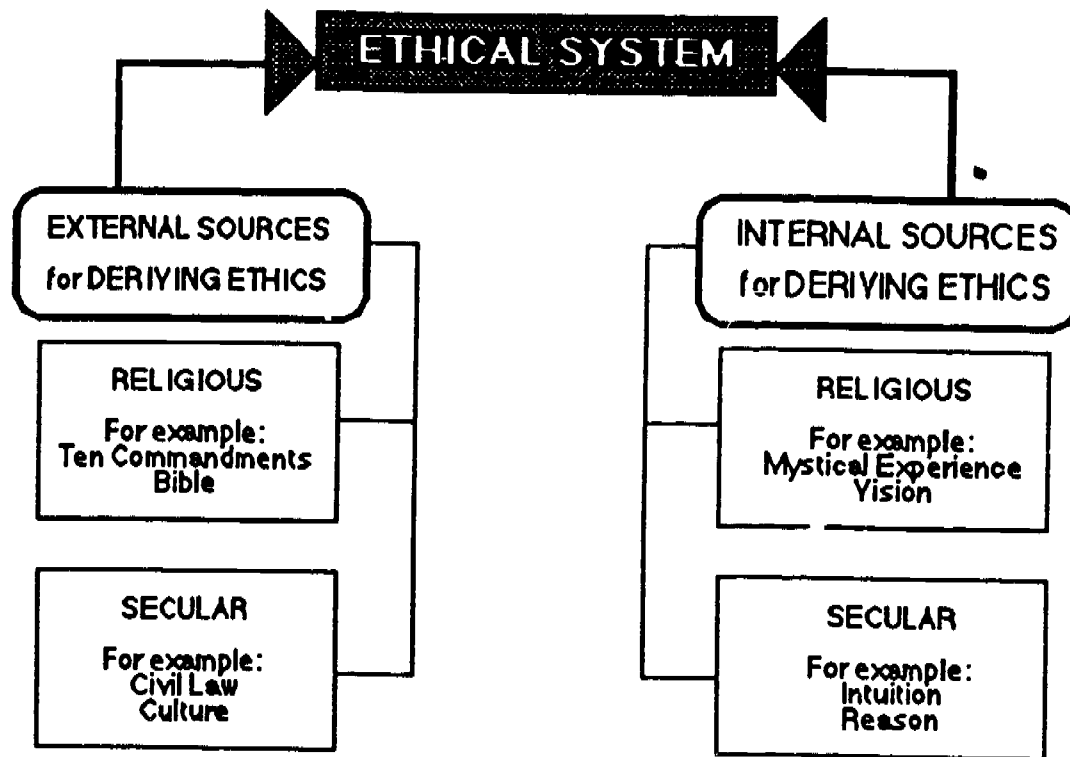 ETHICAL SYSTEM
EXTERNAL SOURCES
for DERIVING ETHICS
RELIGIOUS
For example:
Ten Commandments
Bible
SECULAR
For example:
Civil Law
Culture
INTERNAL SOURCES
for DERIVING ETHICS
RELIGIOUS
For example:
Mystical Experience
Vision
SECULAR
For example:
Intuition
Reason